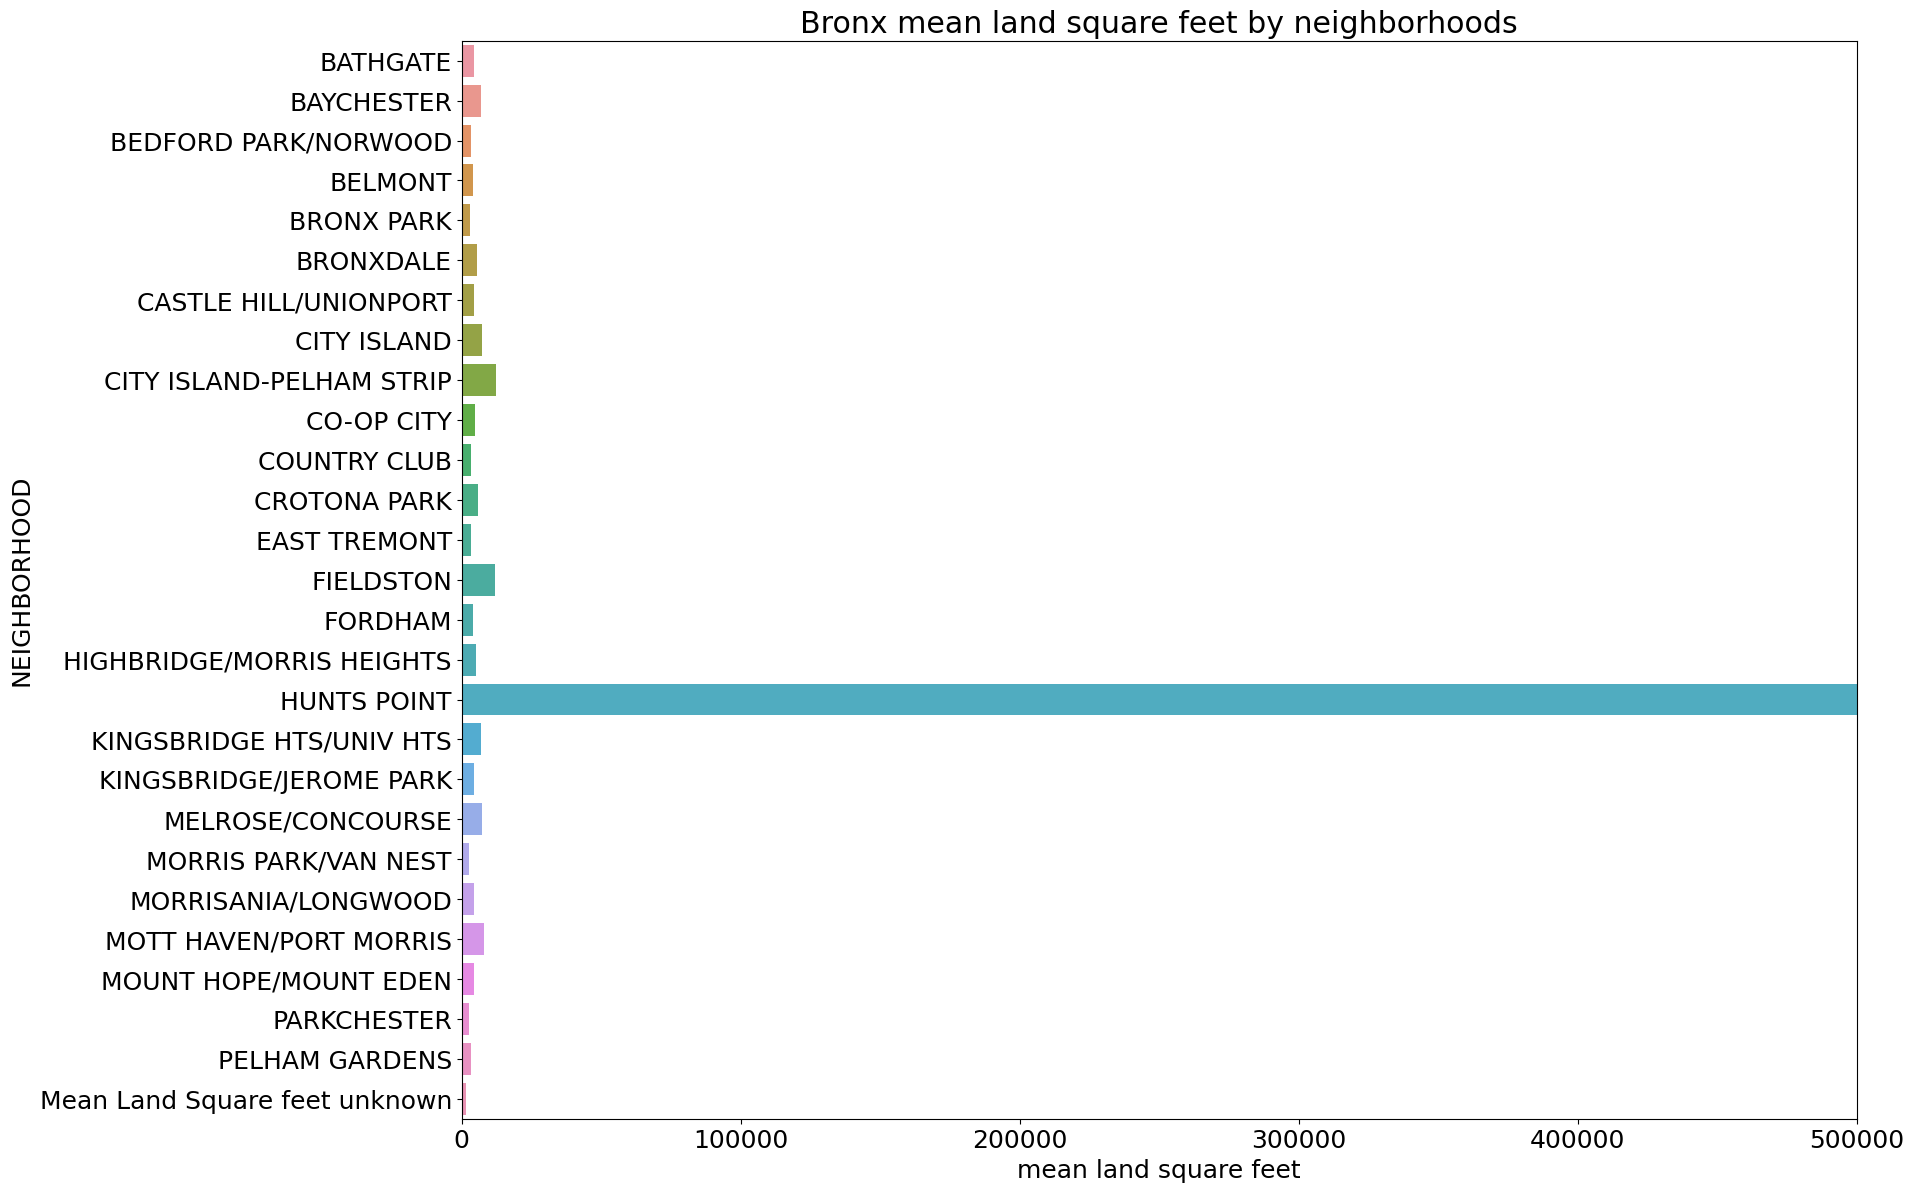 Bronx mean land square feet by neighborhoods
BATHGATE
BAYCHESTER
BEDFORD PARK/NORWOOD
BELMONT
BRONX PARK
BRONXDALE
CASTLE HILL/UNIONPORT
CITY ISLAND
CITY ISLAND-PELHAM STRIP
CO-OP CITY
COUNTRY CLUB
CROTONA PARK
EAST TREMONT
FIELDSTON
FORDHAM
HIGHBRIDGE/MORRIS HEIGHTS
HUNTS POINT
KINGSBRIDGE HTS/UNIV HTS
KINGSBRIDGE/JEROME PARK
MELROSE/CONCOURSE
MORRIS PARK/VAN NEST
MORRISANIA/LONGWOOD
MOTT HAVEN/PORT MORRIS
MOUNT HOPE/MOUNT EDEN
PARKCHESTER
PELHAM GARDENS
Mean Land Square feet unknown
NEIGHBORHOOD
0 100000 200000 300000 400000 500000
mean land square feet